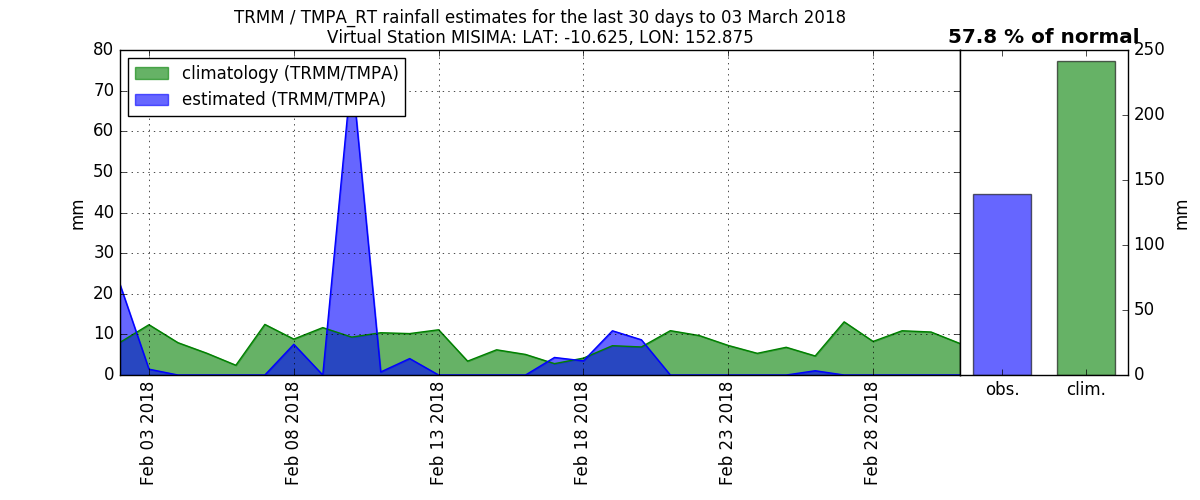 TRMM / TMPA_RT rainfall estimates for the last 30 days to 03 March 2018
Virtual Station MISIMA: LAT: -10.625, LON: 152.875
57.8 % of normal
climatology (TRMM/TMPA)
estimated (TRMM/TMPA)
80
70
60
50
40
30
20
10
0
mm
Feb 03 2018
Feb 08 2018
Feb 13 2018
Feb 18 2018
Feb 23 2018
Feb 28 2018
250
200
150
100
50
0
mm
obs.
clim.